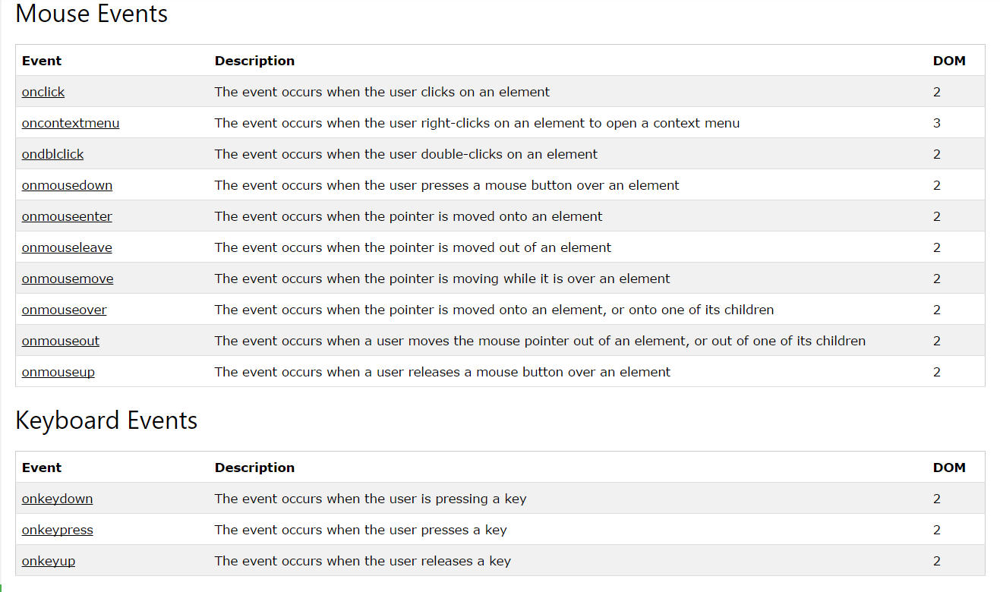 Mouse Events
Event Description DOM
onclick The event occurs when the user clicks on an element 2
oncontextmenu The event occurs when the user right-clicks on an element to open a context menu 3
ondblclick The event occurs when the user double-clicks on an element 2
onmousedown The event occurs when the user presses a mouse button over an element 2
onmouseenter The event occurs when the pointer is moved onto an element 2
onmouseleave The event occurs when the pointer is moved out of an element 2
onmousemove The event occurs when the pointer is moving while it is over an element 2
onmouseover The event occurs when the pointer is moved onto an element, or onto one of its children 2
onmouseout The event occurs when a user moves the mouse pointer out of an element, or out of one of its children 2
onmouseup The event occurs when a user releases a mouse button over an element 2
Keyboard Events
Event Description DOM
onkeydown The event occurs when the user is pressing a key 2
onkeypress The event occurs when the user presses a key 2
onkeyup The event occurs when the user releases a key 2